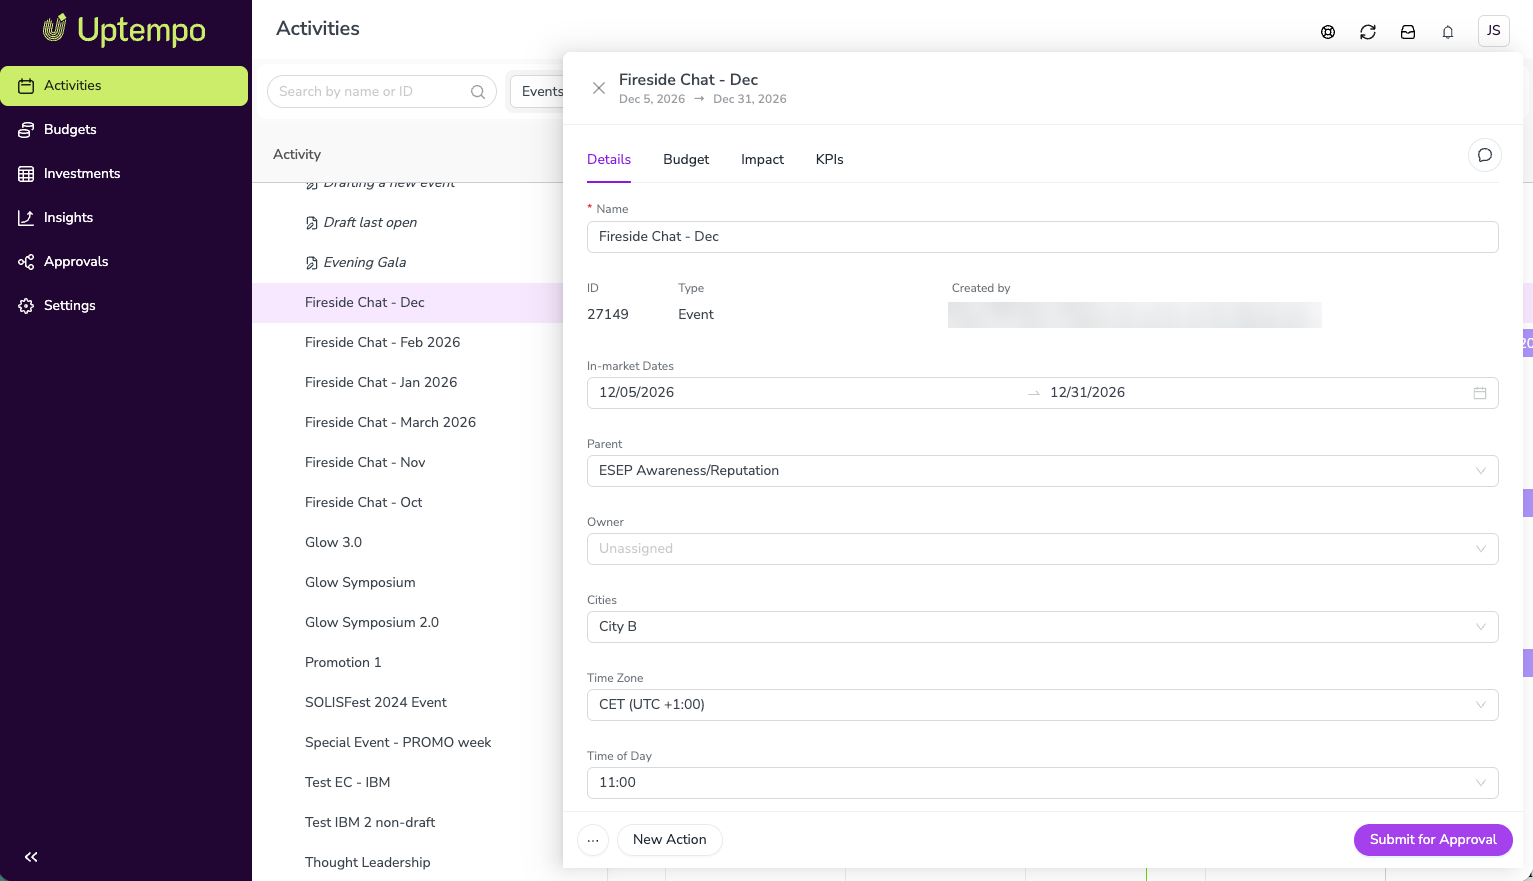 Uptempo
Activities
Budgets
Investments
Insights
Approvals
Settings
Activities
JS
Search by name or ID
Events
Activity
Drafting a new event
Draft last open
Evening Gala
Fireside Chat - Dec
Fireside Chat - Feb 2026
Fireside Chat - Jan 2026
Fireside Chat - March 2026
Fireside Chat - Nov
Fireside Chat - Oct
Glow 3.0
Glow Symposium
Glow Symposium 2.0
Promotion 1
SOLISFest 2024 Event
Special Event - PROMO week
Test EC - IBM
Test IBM 2 non-draft
Thought Leadership
Fireside Chat - Dec
Dec 5, 2026 → Dec 31, 2026
Details Budget Impact KPIs
* Name
Fireside Chat - Dec
ID Type Created by
27149 Event
In-market Dates
12/05/2026 → 12/31/2026
Parent
ESEP Awareness/Reputation
Owner
Unassigned
Cities
City B
Time Zone
CET (UTC +1:00)
Time of Day
11:00
... New Action Submit for Approval